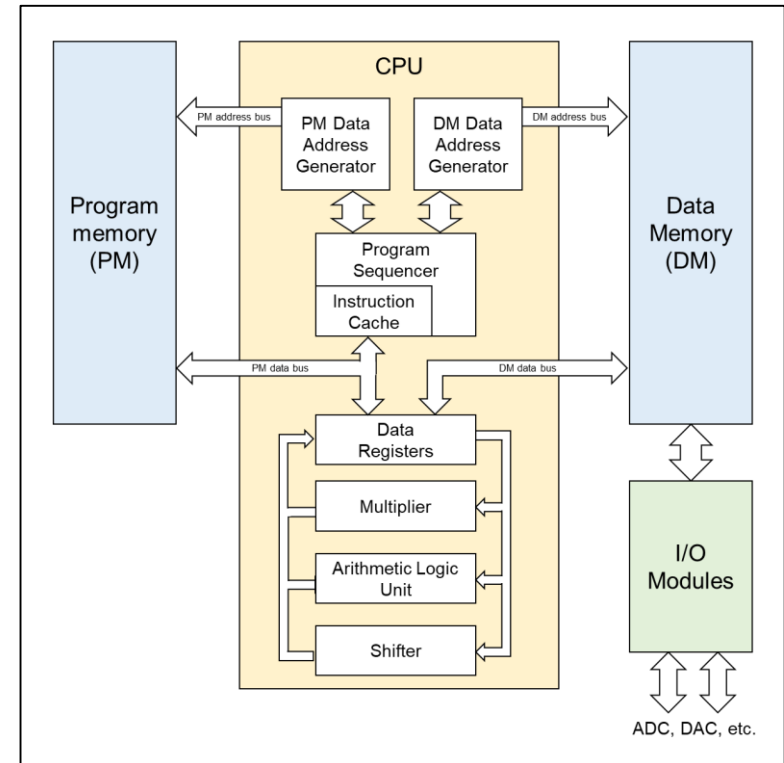 CPU
PM address bus
PM Data
Address
Generator
DM Data
Address
Generator
DM address bus
Program
memory
(PM)
Data
Memory
(DM)
Program
Sequencer
Instruction
Cache
PM data bus
DM data bus
Data
Registers
Multiplier
Arithmetic Logic
Unit
Shifter
I/O
Modules
ADC, DAC, etc.